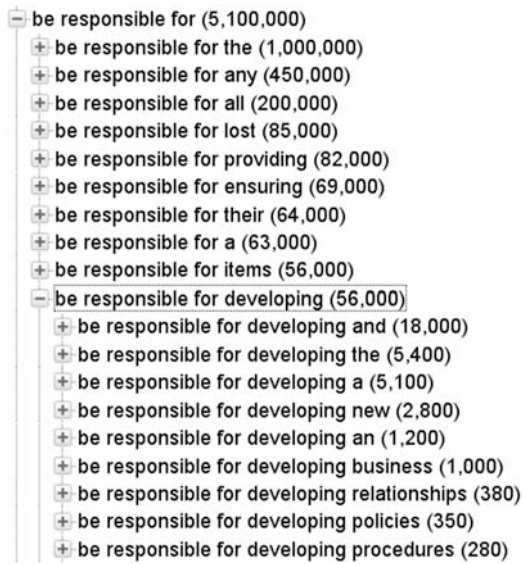 be responsible for (5,100,000)
be responsible for the (1,000,000)
be responsible for any (450,000)
be responsible for all (200,000)
be responsible for lost (85,000)
be responsible for providing (82,000)
be responsible for ensuring (69,000)
be responsible for their (64,000)
be responsible for a (63,000)
be responsible for items (56,000)
be responsible for developing (56,000)
be responsible for developing and (18,000)
be responsible for developing the (5,400)
be responsible for developing a (5,100)
be responsible for developing new (2,800)
be responsible for developing an (1,200)
be responsible for developing business (1,000)
be responsible for developing relationships (380)
be responsible for developing policies (350)
be responsible for developing procedures (280)